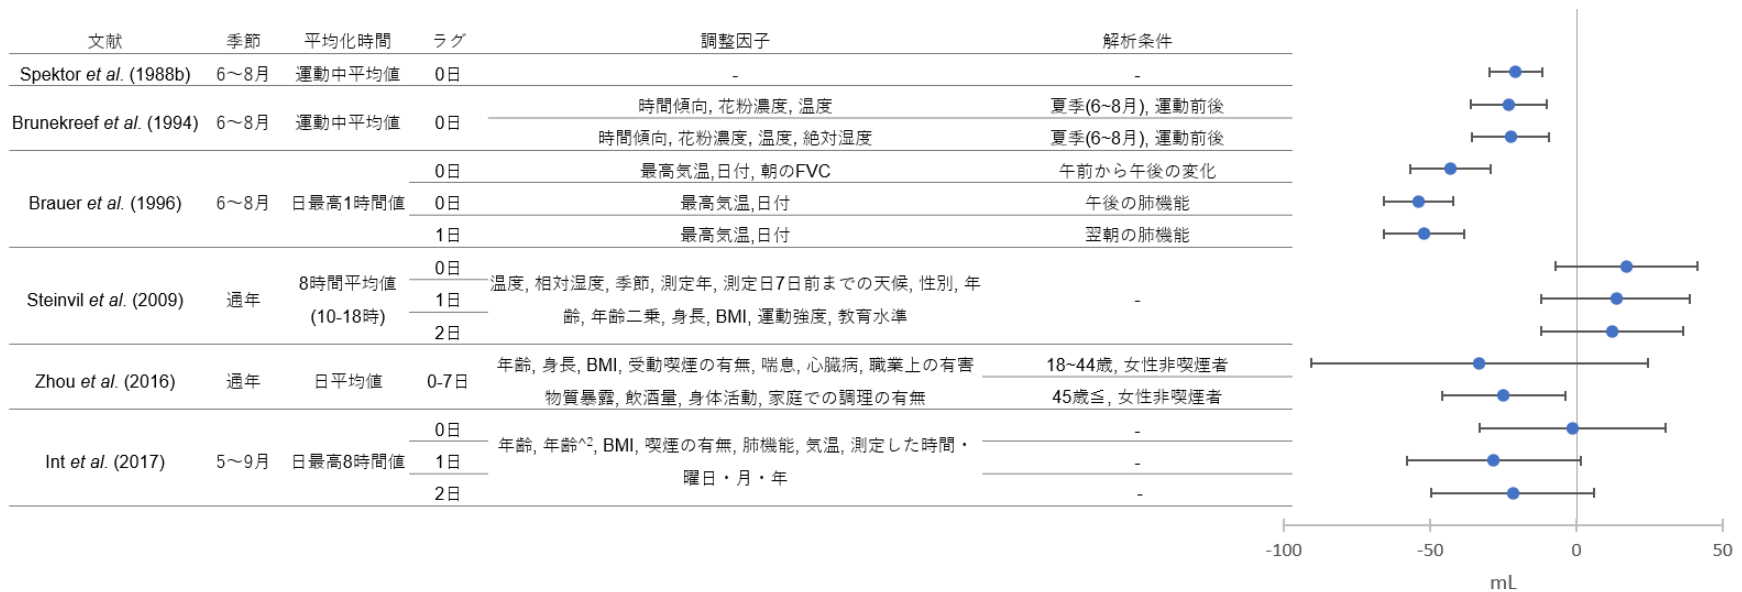 文献 季節 平均化時間 ラグ 調整因子 解析条件
Spektor et al. (1988b) 6～8月 運動中平均値 0日 - -
時間傾向, 花粉濃度, 温度 夏季(6~8月), 運動前後
Brunekreef et al. (1994) 6～8月 運動中平均値 0日
時間傾向, 花粉濃度, 温度, 絶対湿度 夏季(6~8月), 運動前後
0日 最高気温,日付, 朝のFVC 午前から午後の変化
Brauer et al. (1996) 6～8月 日最高1時間値 0日 最高気温,日付 午後の肺機能
1日 最高気温,日付 翌朝の肺機能
0日
8時間平均値 温度, 相対湿度, 季節, 測定年, 測定日7日前までの天候, 性別, 年
Steinvil et al. (2009) 通年 1日 -
(10-18時) 齢, 年齢二乗, 身長, BMI, 運動強度, 教育水準
2日
年齢, 身長, BMI, 受動喫煙の有無, 喘息, 心臓病, 職業上の有害 18~44歳, 女性非喫煙者
Zhou et al. (2016) 通年 日平均値 0-7日
物質暴露, 飲酒量, 身体活動, 家庭での調理の有無 45歳≦, 女性非喫煙者
0日 -
年齢, 年齢^2, BMI, 喫煙の有無, 肺機能, 気温, 測定した時間・
Int et al. (2017) 5～9月 日最高8時間値 1日 -
曜日・月・年
2日 -
-100 -50 0 50
mL